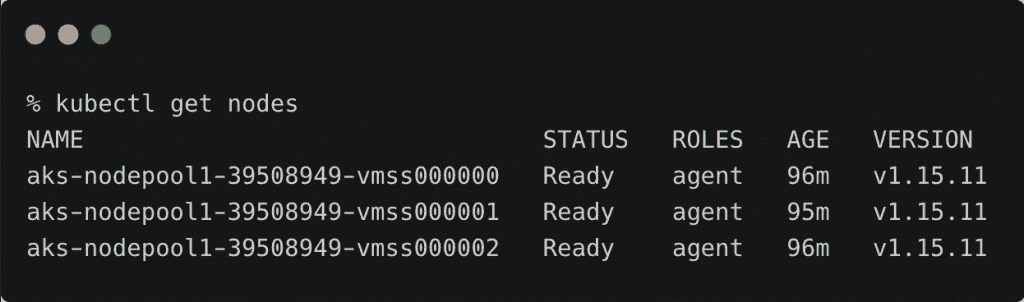 % kubectl get nodes
NAME                                STATUS   ROLES   AGE   VERSION
aks-nodepool1-39508949-vmss000000   Ready    agent   96m   v1.15.11
aks-nodepool1-39508949-vmss000001   Ready    agent   95m   v1.15.11
aks-nodepool1-39508949-vmss000002   Ready    agent   96m   v1.15.11